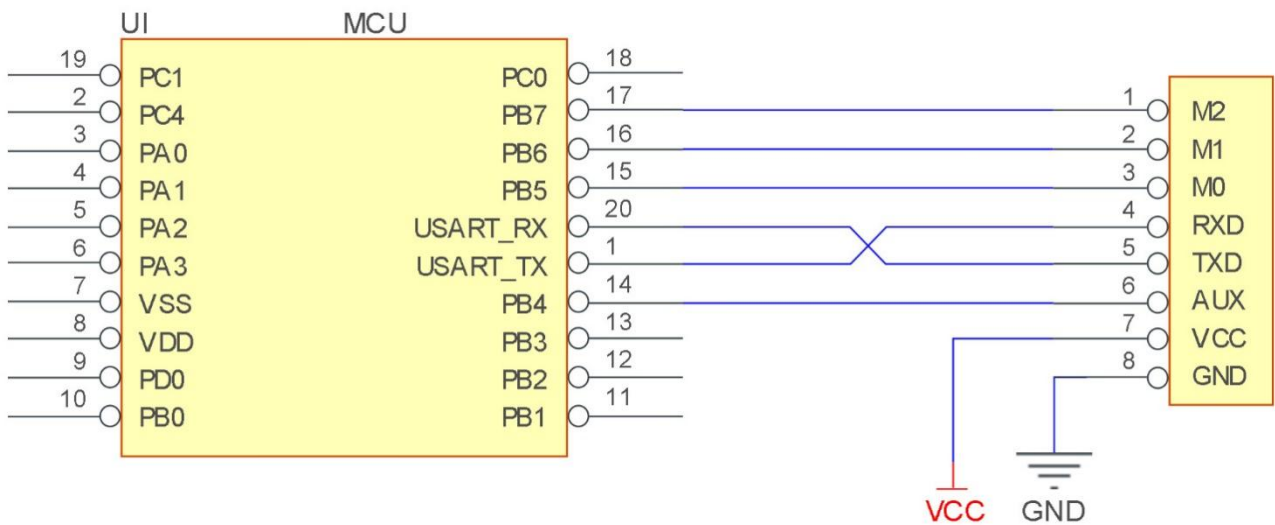 UI MCU
19 PC1 PC0 18
2 PC4 PB7 17 1 M2
3 PA0 PB6 16 2 M1
4 PA1 PB5 15 3 M0
5 PA2 USART_RX 20 4 RXD
6 PA3 USART_TX 1 5 TXD
7 VSS PB4 14 6 AUX
8 VDD PB3 13 7 VCC
9 PD0 PB2 12 8 GND
10 PB0 PB1 11
VCC GND